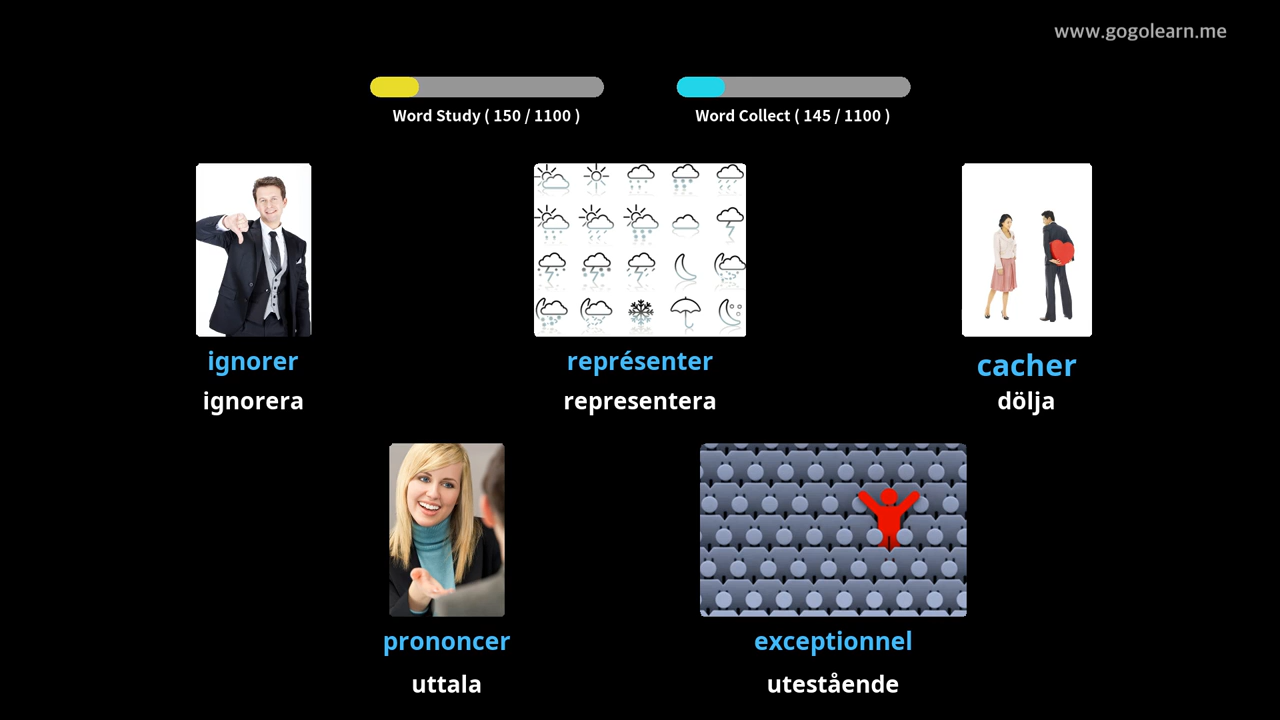 www.gogolearn.me
Word Study ( 150 / 1100 )
Word Collect ( 145 / 1100 )
ignorer
représenter
cacher
ignorera
representera
dölja
prononcer
exceptionnel
uttala
utestående